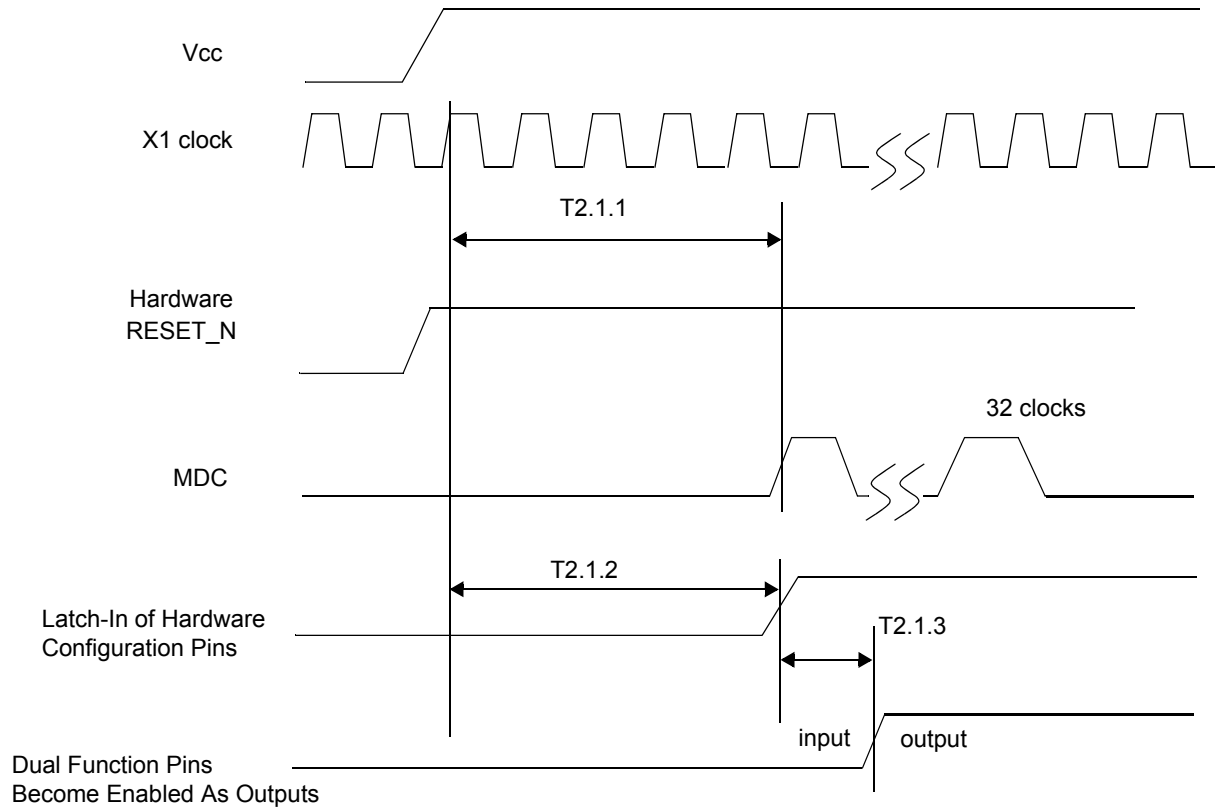 Vcc
X1 clock
T2.1.1
Hardware
RESET_N
32 clocks
MDC
T2.1.2
Latch-In of Hardware
Configuration Pins
T2.1.3
input
output
Dual Function Pins
Become Enabled As Outputs